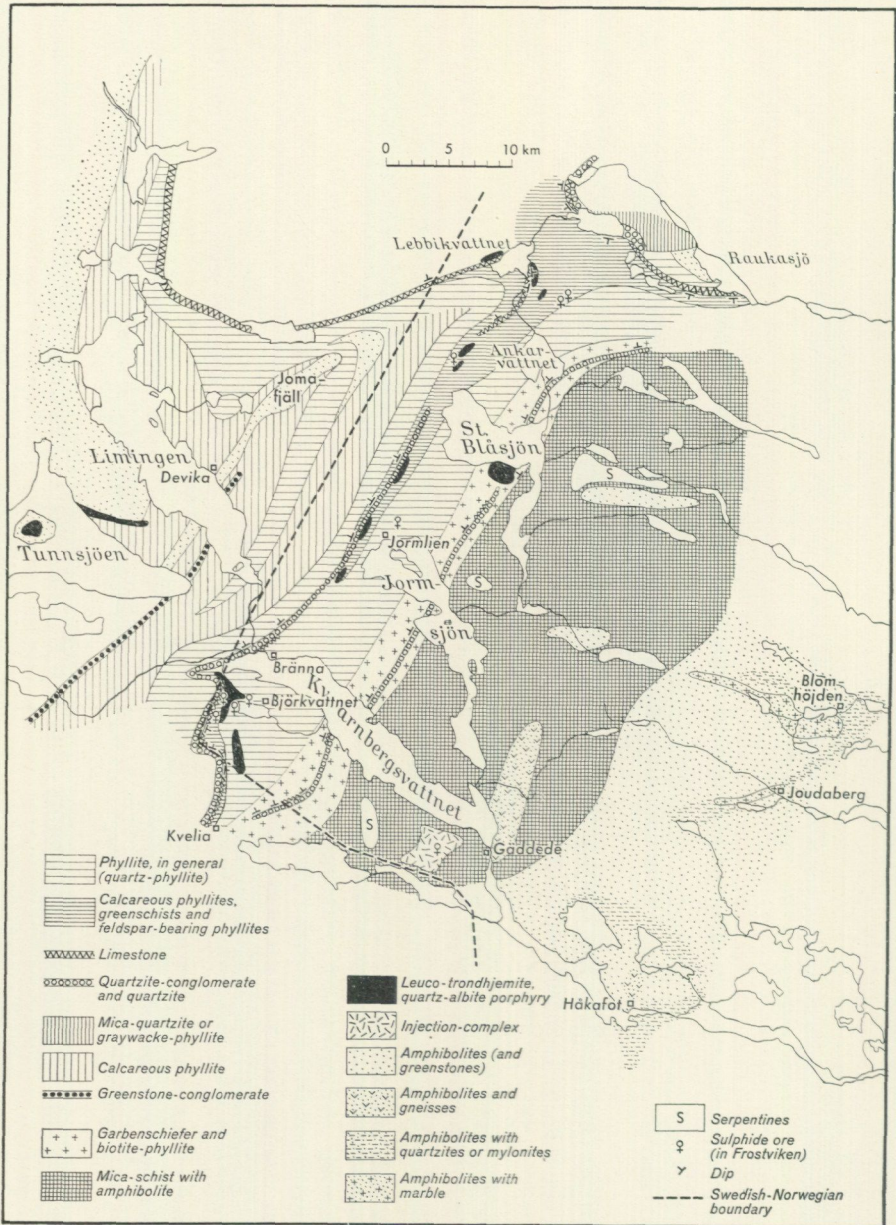 0 5 10 km
Lebbikvattnet
Raukasjö
Ankar-
vattnet
Joma-
fjäll
St.
Blåsjön
Limingen
Devika
S
Tunnsjöen
Jormlien
Jorm-
sjön
S
Bränna
Björkvattnet
Kvarnbergsvattnet
Blom-
höjden
Joudaberg
Kvelia
S
Gäddede
Håkafot
Phyllite, in general
(quartz-phyllite)
Calcareous phyllites,
greenschists and
feldspar-bearing phyllites
Limestone
Quartzite-conglomerate
and quartzite
Mica-quartzite or
graywacke-phyllite
Calcareous phyllite
Greenstone-conglomerate
Garbenschiefer and
biotite-phyllite
Mica-schist with
amphibolite
Leuco-trondhjemite,
quartz-albite porphyry
Injection-complex
Amphibolites (and
greenstones)
Amphibolites and
gneisses
Amphibolites with
quartzites or mylonites
Amphibolites with
marble
S Serpentines
Sulphide ore
(in Frostviken)
Dip
Swedish-Norwegian
boundary